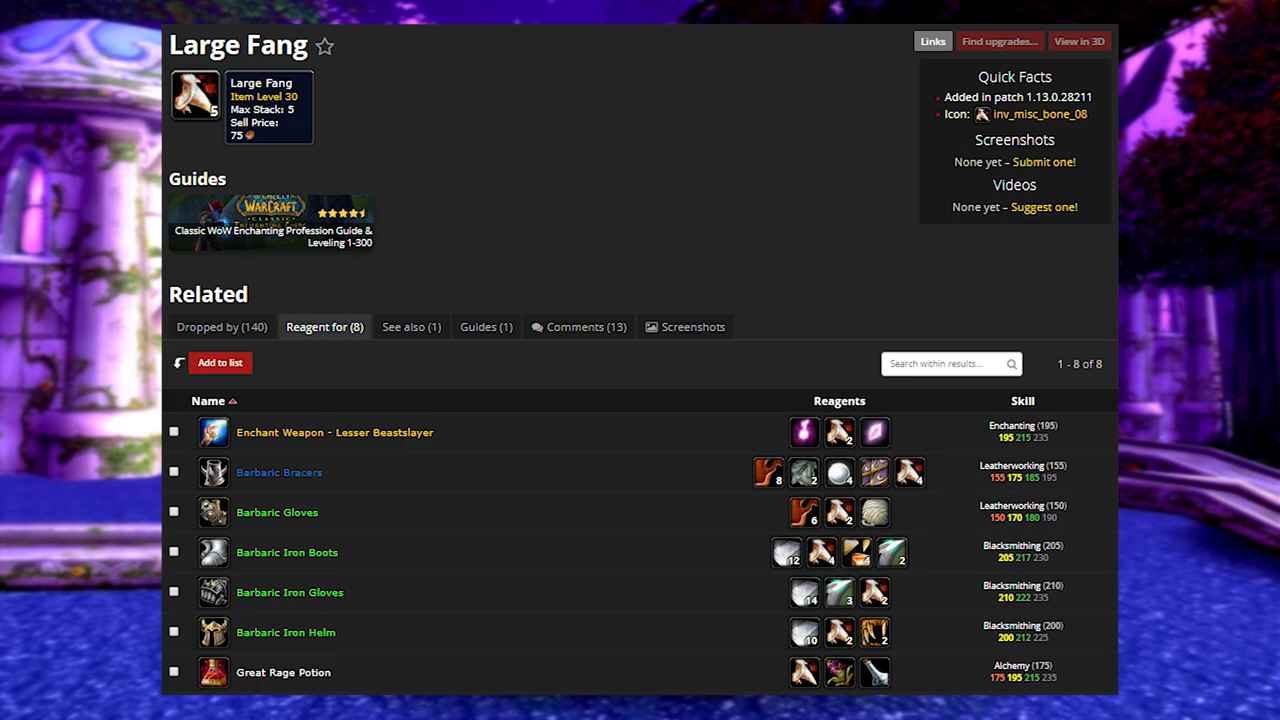 Large Fang
Links
Find upgrades...
View in 3D
5
Large Fang
Item Level 30
Max Stack: 5
Sell Price:
75
Quick Facts
Added in patch 1.13.0.28211
Icon: inv_misc_bone_08
Screenshots
None yet – Submit one!
Videos
None yet – Suggest one!
Guides
WORLD
WARCRAFT
CLASSIC
Classic WoW Enchanting Profession Guide &
Leveling 1-300
Related
Dropped by (140)
Reagent for (8)
See also (1)
Guides (1)
Comments (13)
Screenshots
Add to list
Search within results...
1 - 8 of 8
Name Reagents Skill
Enchant Weapon - Lesser Beastslayer 2 Enchanting (195)
195 215 235
Barbaric Bracers 8 2 4 4 Leatherworking (155)
155 175 185 195
Barbaric Gloves 6 2 Leatherworking (150)
150 170 180 190
Barbaric Iron Boots 12 4 2 Blacksmithing (205)
205 217 230
Barbaric Iron Gloves 14 3 2 Blacksmithing (210)
210 222 235
Barbaric Iron Helm 10 2 2 Blacksmithing (200)
200 212 225
Great Rage Potion Alchemy (175)
175 195 215 235